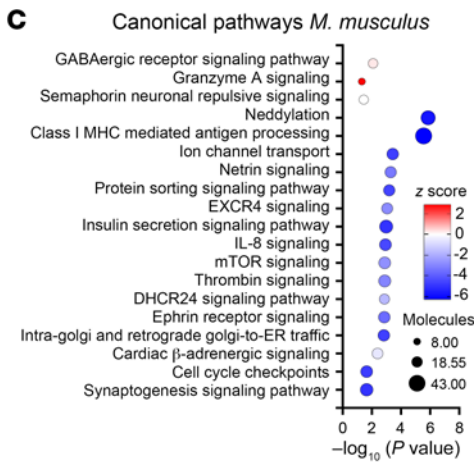 C
Canonical pathways M. musculus
GABAergic receptor signaling pathway
Granzyme A signaling
Semaphorin neuronal repulsive signaling
Neddylation
Class I MHC mediated antigen processing
Ion channel transport
Netrin signaling
Protein sorting signaling pathway
EXCR4 signaling
Insulin secretion signaling pathway
IL-8 signaling
mTOR signaling
Thrombin signaling
DHCR24 signaling pathway
Ephrin receptor signaling
Intra-golgi and retrograde golgi-to-ER traffic
Cardiac β-adrenergic signaling
Cell cycle checkpoints
Synaptogenesis signaling pathway
z score
2
0
-2
-4
-6
Molecules
8.00
18.55
43.00
0 2 4 6 8
–log₁₀ (P value)